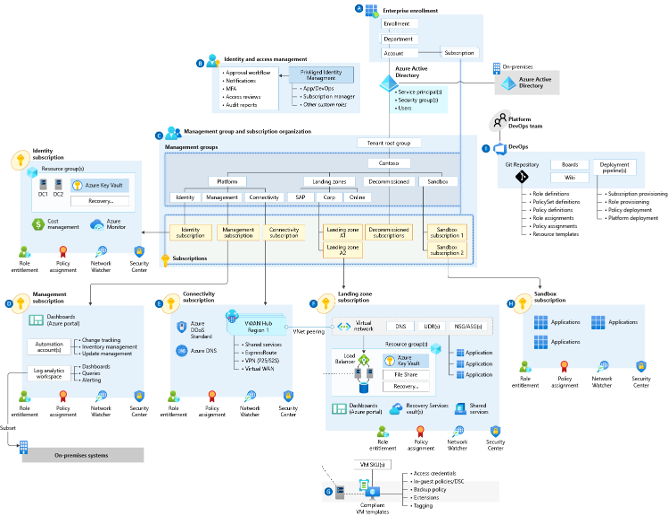 A
Enterprise enrollment
Enrollment
Department
Account
Subscription
B
Identity and access management
• Approval workflow
• Notifications
• MFA
• Access reviews
• Audit reports
Privileged Identity
Managment
• App/DevOps
• Subscription manager
• Other custom roles
Azure Active
Directory
• Service principal(s)
• Security group(s)
• Users
On-premises
Azure Active
Directory
Platform
DevOps team
C
Management group and subscription organization
Management groups
Tenant root group
Contoso
Platform
Landing zones
Decommissioned
Sandbox
Identity
Management
Connectivity
SAP
Corp
Online
Identity
subscription
Management
subscription
Connectivity
subscription
Landing zone
A1
Landing zone
A2
Decommissioned
subscriptions
Sandbox
subscription 1
Sandbox
subscription 2
Subscriptions
Identity
subscription
Resource group(s)
DC1
DC2
Azure Key Vault
Recovery...
Cost
management
Azure
Monitor
Role
entitlement
Policy
assignment
Network
Watcher
Security
Center
DevOps
Git Repository
Boards
Wiki
Deployment
pipeline(s)
• Role definitions
• PolicySet definitions
• Policy definitions
• Role assignments
• Policy assignments
• Resource templates
• Subscription provisioning
• Role provisioning
• Policy deployment
• Platform deployment
D
Management
subscription
Dashboards
(Azure portal)
Automation
account(s)
• Change tracking
• Inventory management
• Update management
Log analytics
workspace
• Dashboards
• Queries
• Alerting
Role
entitlement
Policy
assignment
Network
Watcher
Security
Center
Subset
On-premises systems
E
Connectivity
subscription
Azure DDoS
Standard
Azure DNS
VWAN Hub
Region 1
• Shared services
• ExpressRoute
• VPN (P2S/S2S)
• Virtual WAN
Role
entitlement
Policy
assignment
Network
Watcher
Security
Center
VNet peering
F
Landing zone
subscription
Virtual
network
DNS
UDR(s)
NSG/ASG(s)
Load
Balancer
Resource group(s)
Azure
Key Vault
File Share
Recovery...
• Application
• Application
• Application
Dashboards
(Azure portal)
Recovery Services
vault(s)
Shared
services
Role
entitlement
Policy
assignment
Network
Watcher
Security
Center
H
Sandbox
subscription
Applications
Applications
Applications
Role
entitlement
Policy
assignment
Network
Watcher
Security
Center
G
VM SKU(s)
Compliant
VM templates
• Access credentials
• In-guest policies/DSC
• Backup policy
• Extensions
• Tagging